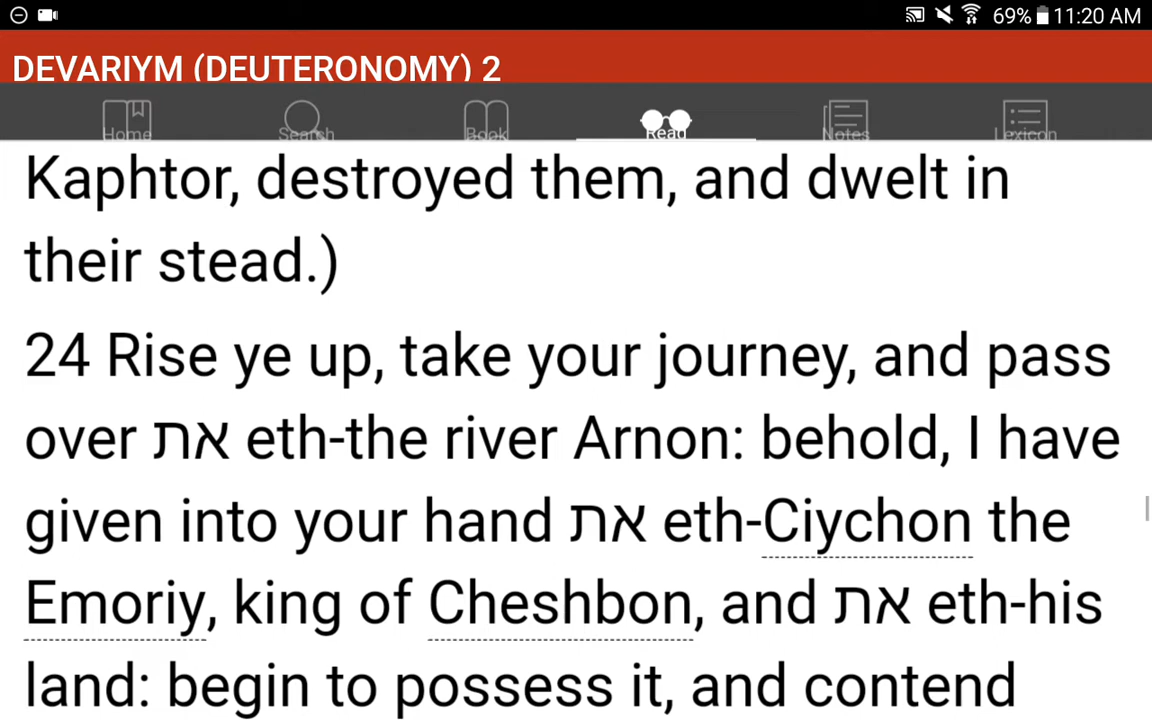 69% 11:20 AM
DEVARIYM (DEUTERONOMY) 2
Home Search Book Read Notes Lexicon
Kaphtor, destroyed them, and dwelt in
their stead.)
24 Rise ye up, take your journey, and pass
over את eth-the river Arnon: behold, I have
given into your hand את eth-Ciychon the
Emoriy, king of Cheshbon, and את eth-his
land: begin to possess it, and contend